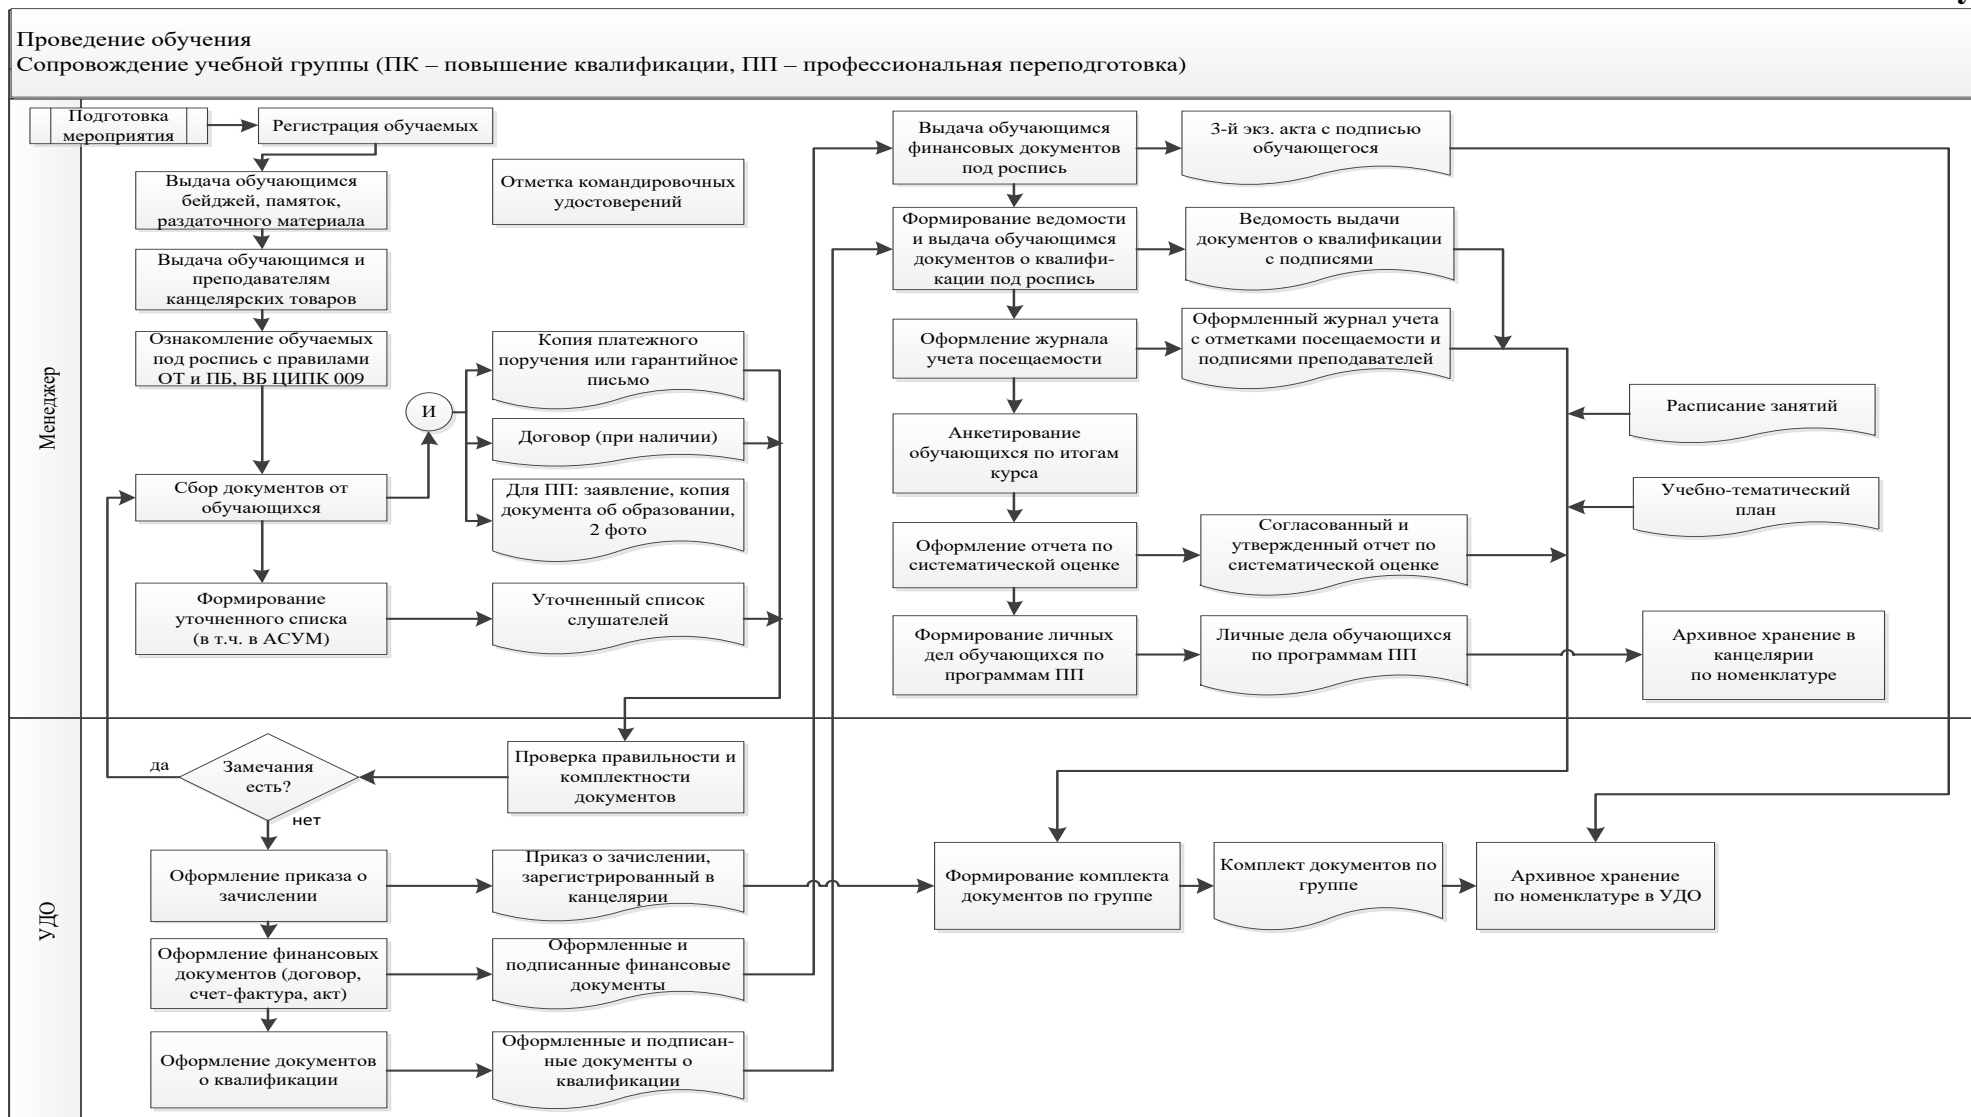 Проведение обучения
Сопровождение учебной группы (ПК – повышение квалификации, ПП – профессиональная переподготовка)
Менеджер
Подготовка
мероприятия
Регистрация обучаемых
Выдача обучающимся
бейджей, памяток,
раздаточного материала
Отметка командировочных
удостоверений
Выдача обучающимся и
преподавателям
канцелярских товаров
Ознакомление обучаемых
под роспись с правилами
ОТ и ПБ, ВБ ЦИПК 009
И
Копия платежного
поручения или гарантийное
письмо
Договор (при наличии)
Сбор документов от
обучающихся
Для ПП: заявление, копия
документа об образовании,
2 фото
Формирование
уточненного списка
(в т.ч. в АСУМ)
Уточненный список
слушателей
Выдача обучающимся
финансовых документов
под роспись
3-й экз. акта с подписью
обучающегося
Формирование ведомости
и выдача обучающимся
документов о квалифи-
кации под роспись
Ведомость выдачи
документов о квалификации
с подписями
Оформление журнала
учета посещаемости
Оформленный журнал учета
с отметками посещаемости и
подписями преподавателей
Расписание занятий
Анкетирование
обучающихся по итогам
курса
Учебно-тематический
план
Оформление отчета по
систематической оценке
Согласованный и
утвержденный отчет по
систематической оценке
Формирование личных
дел обучающихся по
программам ПП
Личные дела обучающихся
по программам ПП
Архивное хранение в
канцелярии
по номенклатуре
УДО
да
Замечания
есть?
нет
Проверка правильности и
комплектности
документов
Оформление приказа о
зачислении
Приказ о зачислении,
зарегистрированный в
канцелярии
Формирование комплекта
документов по группе
Комплект документов по
группе
Архивное хранение
по номенклатуре в УДО
Оформление финансовых
документов (договор,
счет-фактура, акт)
Оформленные и
подписанные финансовые
документы
Оформление документов
о квалификации
Оформленные и подписан-
ные документы о
квалификации